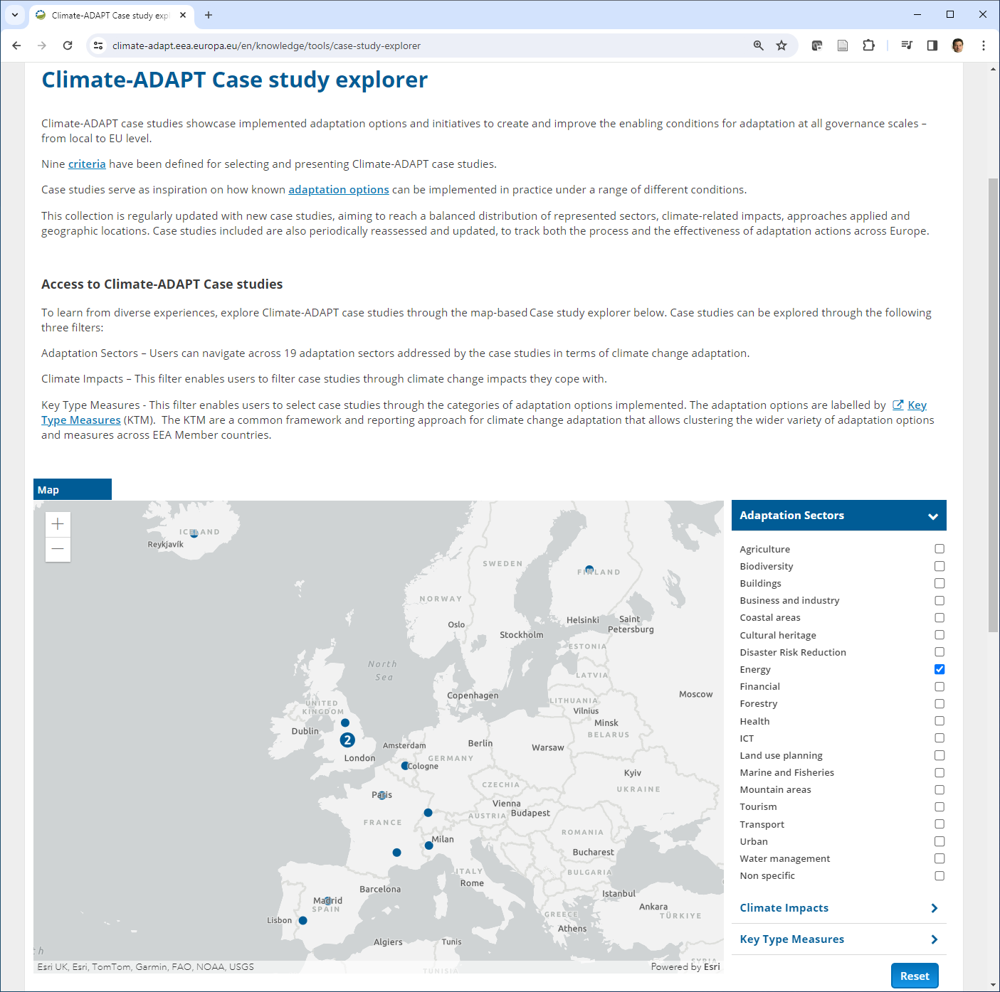 Climate-ADAPT Case study exp
climate-adapt.eea.europa.eu/en/knowledge/tools/case-study-explorer
Climate-ADAPT Case study explorer
Climate-ADAPT case studies showcase implemented adaptation options and initiatives to create and improve the enabling conditions for adaptation at all governance scales –
from local to EU level.
Nine criteria have been defined for selecting and presenting Climate-ADAPT case studies.
Case studies serve as inspiration on how known adaptation options can be implemented in practice under a range of different conditions.
This collection is regularly updated with new case studies, aiming to reach a balanced distribution of represented sectors, climate-related impacts, approaches applied and
geographic locations. Case studies included are also periodically reassessed and updated, to track both the process and the effectiveness of adaptation actions across Europe.
Access to Climate-ADAPT Case studies
To learn from diverse experiences, explore Climate-ADAPT case studies through the map-based Case study explorer below. Case studies can be explored through the following
three filters:
Adaptation Sectors – Users can navigate across 19 adaptation sectors addressed by the case studies in terms of climate change adaptation.
Climate Impacts – This filter enables users to filter case studies through climate change impacts they cope with.
Key Type Measures - This filter enables users to select case studies through the categories of adaptation options implemented. The adaptation options are labelled by Key
Type Measures (KTM). The KTM are a common framework and reporting approach for climate change adaptation that allows clustering the wider variety of adaptation options
and measures across EEA Member countries.
Map
ICELAND
Reykjavík
SWEDEN
FINLAND
NORWAY
Oslo
Helsinki
Saint
Petersburg
Stockholm
ESTONIA
North
Sea
LATVIA
Copenhagen
Moscow
LITHUANIA
UNITED
KINGDOM
Vilnius
Minsk
Dublin
BELARUS
2
Amsterdam
Berlin
Warsaw
London
GERMANY
Cologne
Kyiv
CZECHIA
UKRAINE
Paris
Vienna
Budapest
AUSTRIA
FRANCE
ROMANIA
Milan
Bucharest
ITALY
BULGARIA
Rome
Barcelona
Istanbul
Madrid
SPAIN
Ankara
TÜRKIYE
GREECE
Lisbon
Athens
Algiers
Tunis
h
SYRIA
TUNISIA
Esri UK, Esri, TomTom, Garmin, FAO, NOAA, USGS
Powered by Esri
Adaptation Sectors
Agriculture
Biodiversity
Buildings
Business and industry
Coastal areas
Cultural heritage
Disaster Risk Reduction
Energy
Financial
Forestry
Health
ICT
Land use planning
Marine and Fisheries
Mountain areas
Tourism
Transport
Urban
Water management
Non specific
Climate Impacts
Key Type Measures
Reset